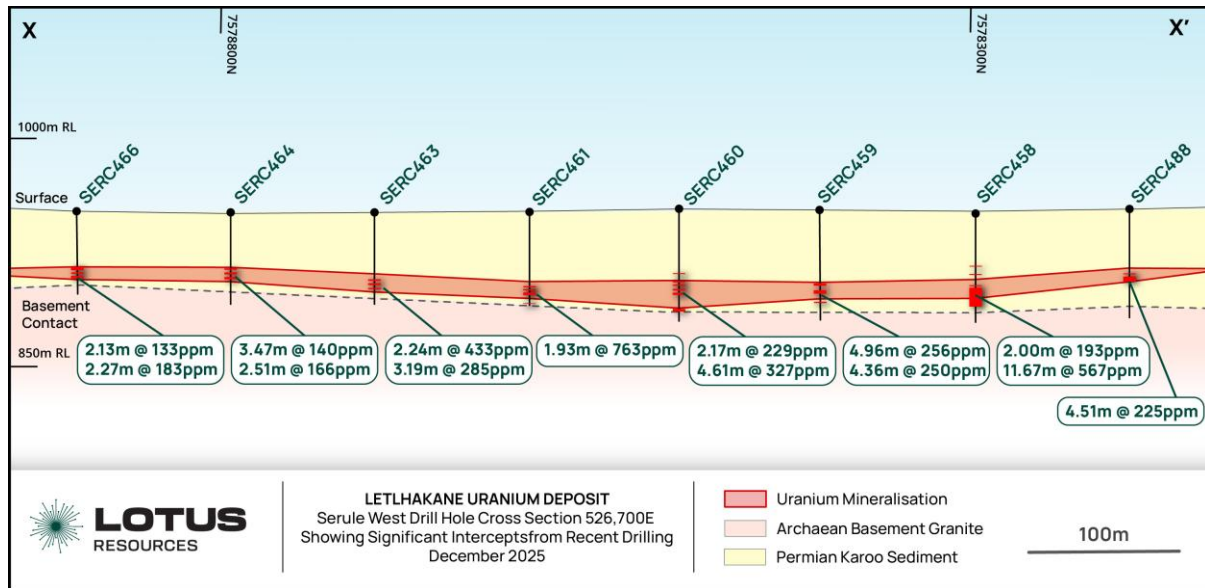 X
7578800N
7578300N
X'
1000m RL
SERC466
SERC464
SERC463
SERC461
SERC460
SERC459
SERC458
SERC488
Surface
Basement
Contact
850m RL
2.13m @ 133ppm
2.27m @ 183ppm
3.47m @ 140ppm
2.51m @ 166ppm
2.24m @ 433ppm
3.19m @ 285ppm
1.93m @ 763ppm
2.17m @ 229ppm
4.61m @ 327ppm
4.96m @ 256ppm
4.36m @ 250ppm
2.00m @ 193ppm
11.67m @ 567ppm
4.51m @ 225ppm
LOTUS
RESOURCES
LETLHAKANE URANIUM DEPOSIT
Serule West Drill Hole Cross Section 526,700E
Showing Significant Interceptsfrom Recent Drilling
December 2025
Uranium Mineralisation
Archaean Basement Granite
Permian Karoo Sediment
100m